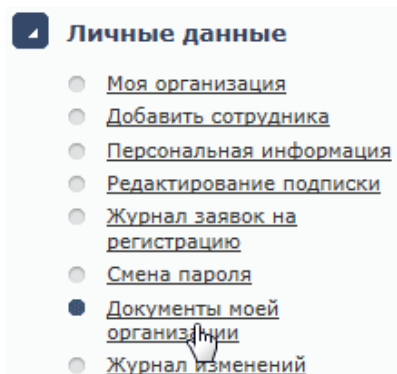 Личные данные
Моя организация
Добавить сотрудника
Персональная информация
Редактирование подписки
Журнал заявок на
регистрацию
Смена пароля
Документы моей
организации
Журнал изменений